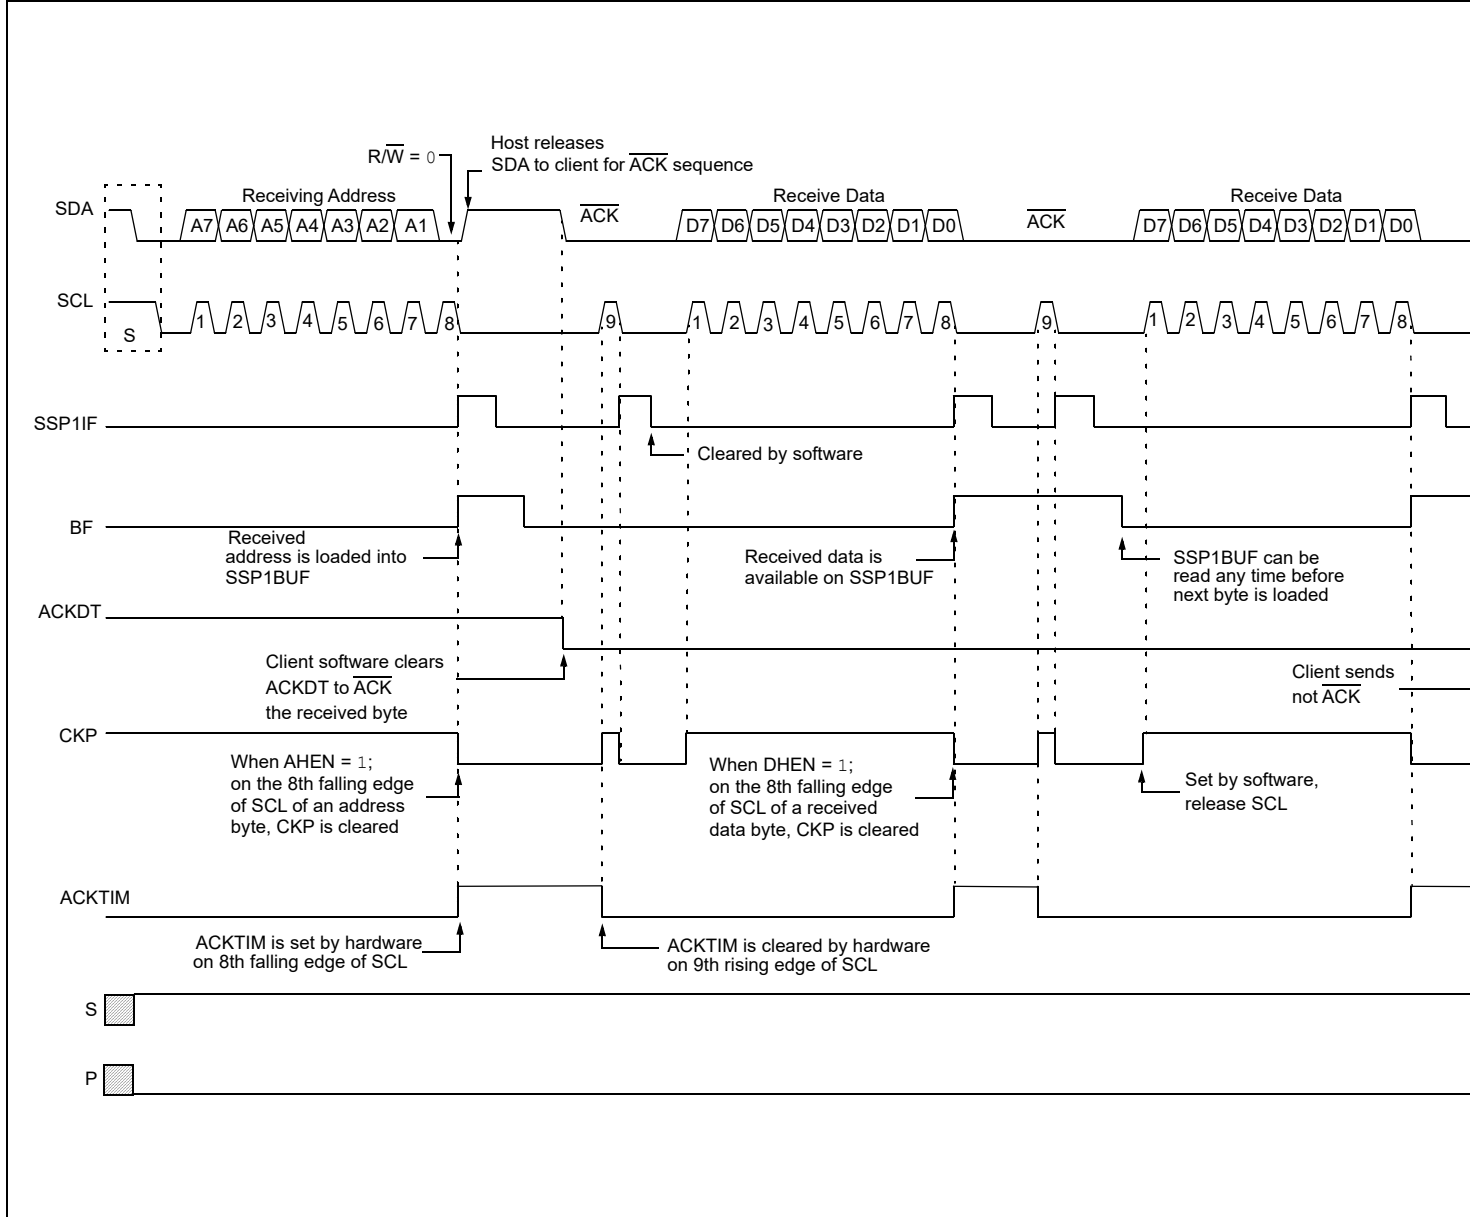 Host releases
R/W̅ = 0
SDA to client for A̅C̅K̅ sequence
Receiving Address
Receive Data
Receive Data
SDA
A7 A6 A5 A4 A3 A2 A1
A̅C̅K̅
D7 D6 D5 D4 D3 D2 D1 D0
A̅C̅K̅
D7 D6 D5 D4 D3 D2 D1 D0
SCL
S
1 2 3 4 5 6 7 8
9
1 2 3 4 5 6 7 8
9
1 2 3 4 5 6 7 8
SSP1IF
Cleared by software
BF
Received
address is loaded into
SSP1BUF
Received data is
available on SSP1BUF
SSP1BUF can be
read any time before
next byte is loaded
ACKDT
Client software clears
ACKDT to A̅C̅K̅
the received byte
Client sends
not A̅C̅K̅
CKP
When AHEN = 1;
on the 8th falling edge
of SCL of an address
byte, CKP is cleared
When DHEN = 1;
on the 8th falling edge
of SCL of a received
data byte, CKP is cleared
Set by software,
release SCL
ACKTIM
ACKTIM is set by hardware
on 8th falling edge of SCL
ACKTIM is cleared by hardware
on 9th rising edge of SCL
S
P